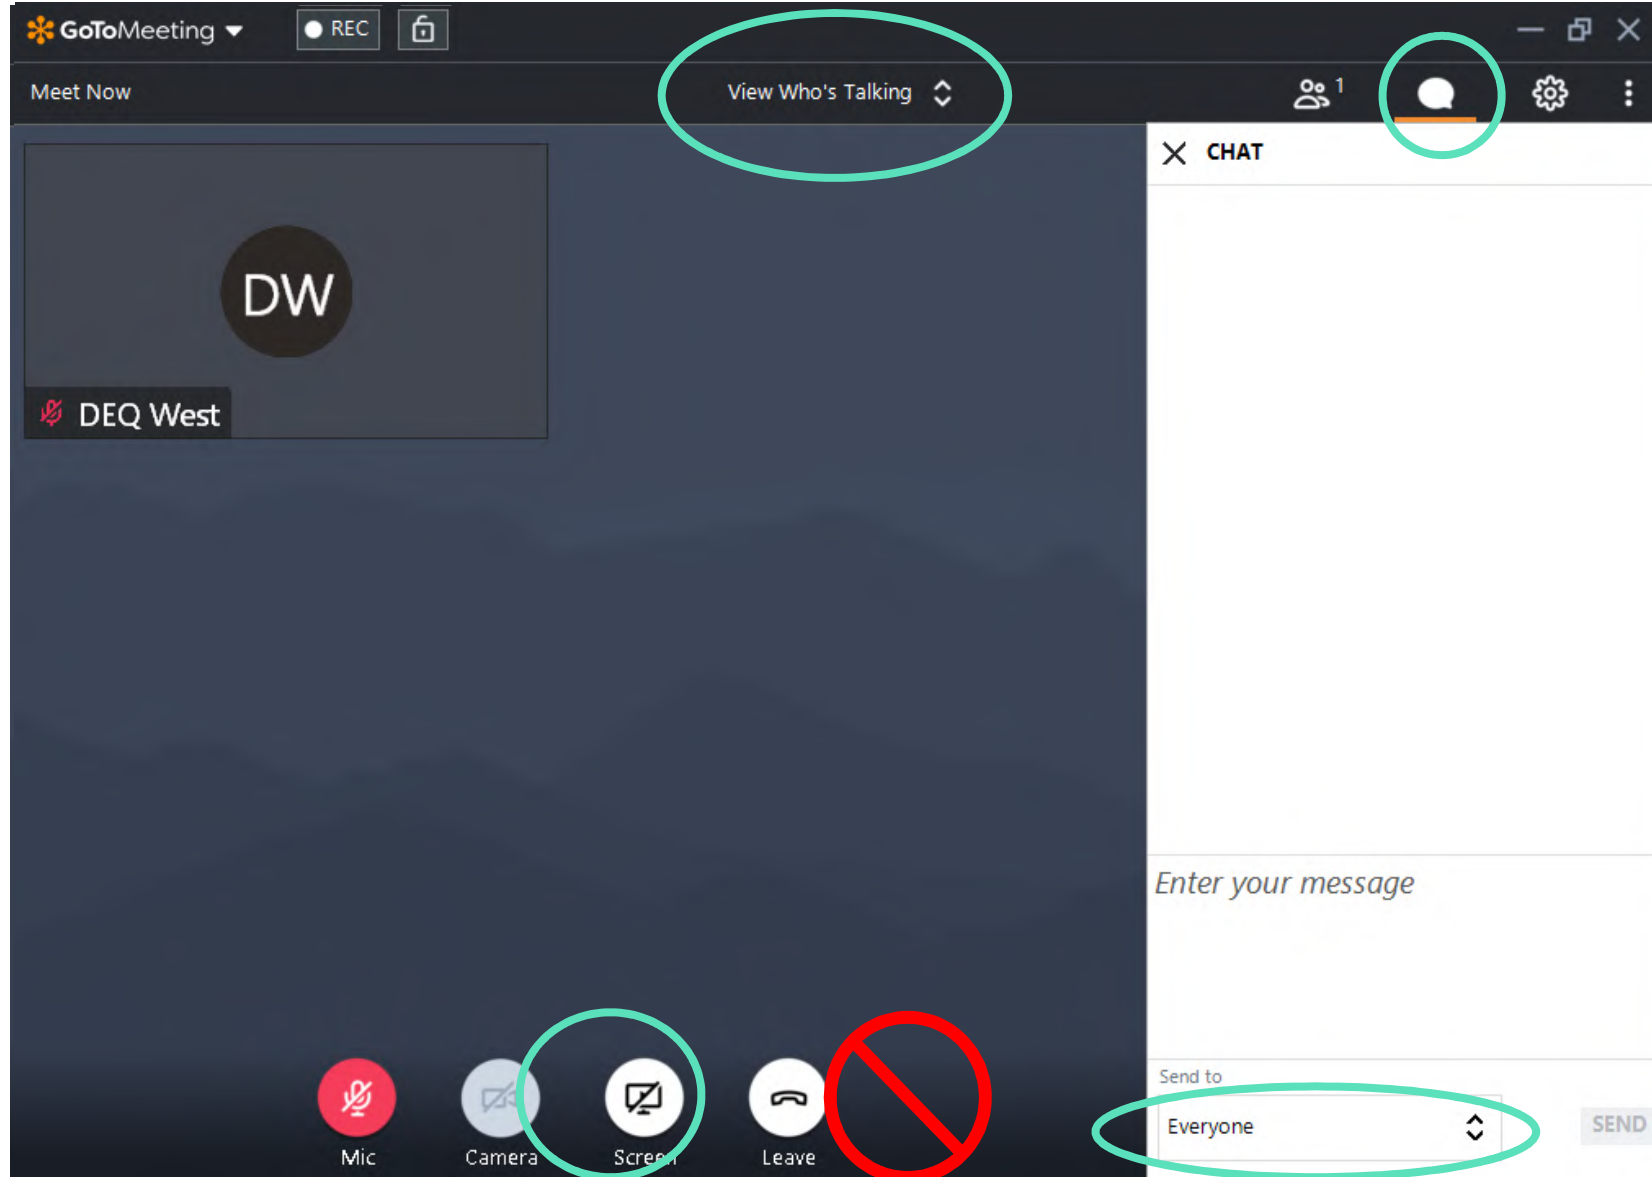 GoToMeeting
REC
Meet Now
View Who's Talking
1
CHAT
DW
DEQ West
Enter your message
Send to
Everyone
SEND
Mic
Camera
Screen
Leave